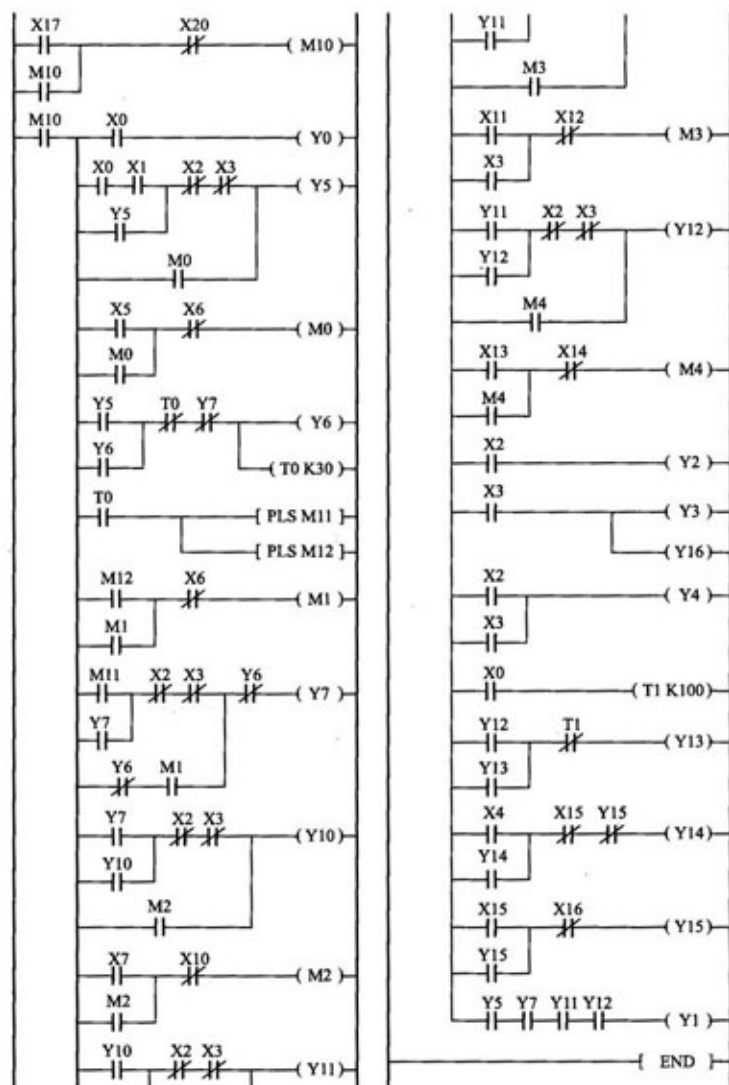 X17 X20
( M10 )
M10
M10 X0
( Y0 )
X0 X1 X2 X3
( Y5 )
Y5
M0
X5 X6
( M0 )
M0
Y5 T0 Y7
( Y6 )
Y6
( T0 K30 )
T0
[ PLS M11 ]
[ PLS M12 ]
M12 X6
( M1 )
M1
M11 X2 X3 Y6
( Y7 )
Y7
Y6 M1
Y7 X2 X3
( Y10 )
Y10
M2
X7 X10
( M2 )
M2
Y10 X2 X3
( Y11 )
Y11
M3
X11 X12
( M3 )
X3
Y11 X2 X3
( Y12 )
Y12
M4
X13 X14
( M4 )
M4
X2
( Y2 )
X3
( Y3 )
( Y16 )
X2
( Y4 )
X3
X0
( T1 K100 )
Y12 T1
( Y13 )
Y13
X4 X15 Y15
( Y14 )
Y14
X15 X16
( Y15 )
Y15
Y5 Y7 Y11 Y12
( Y1 )
[ END ]